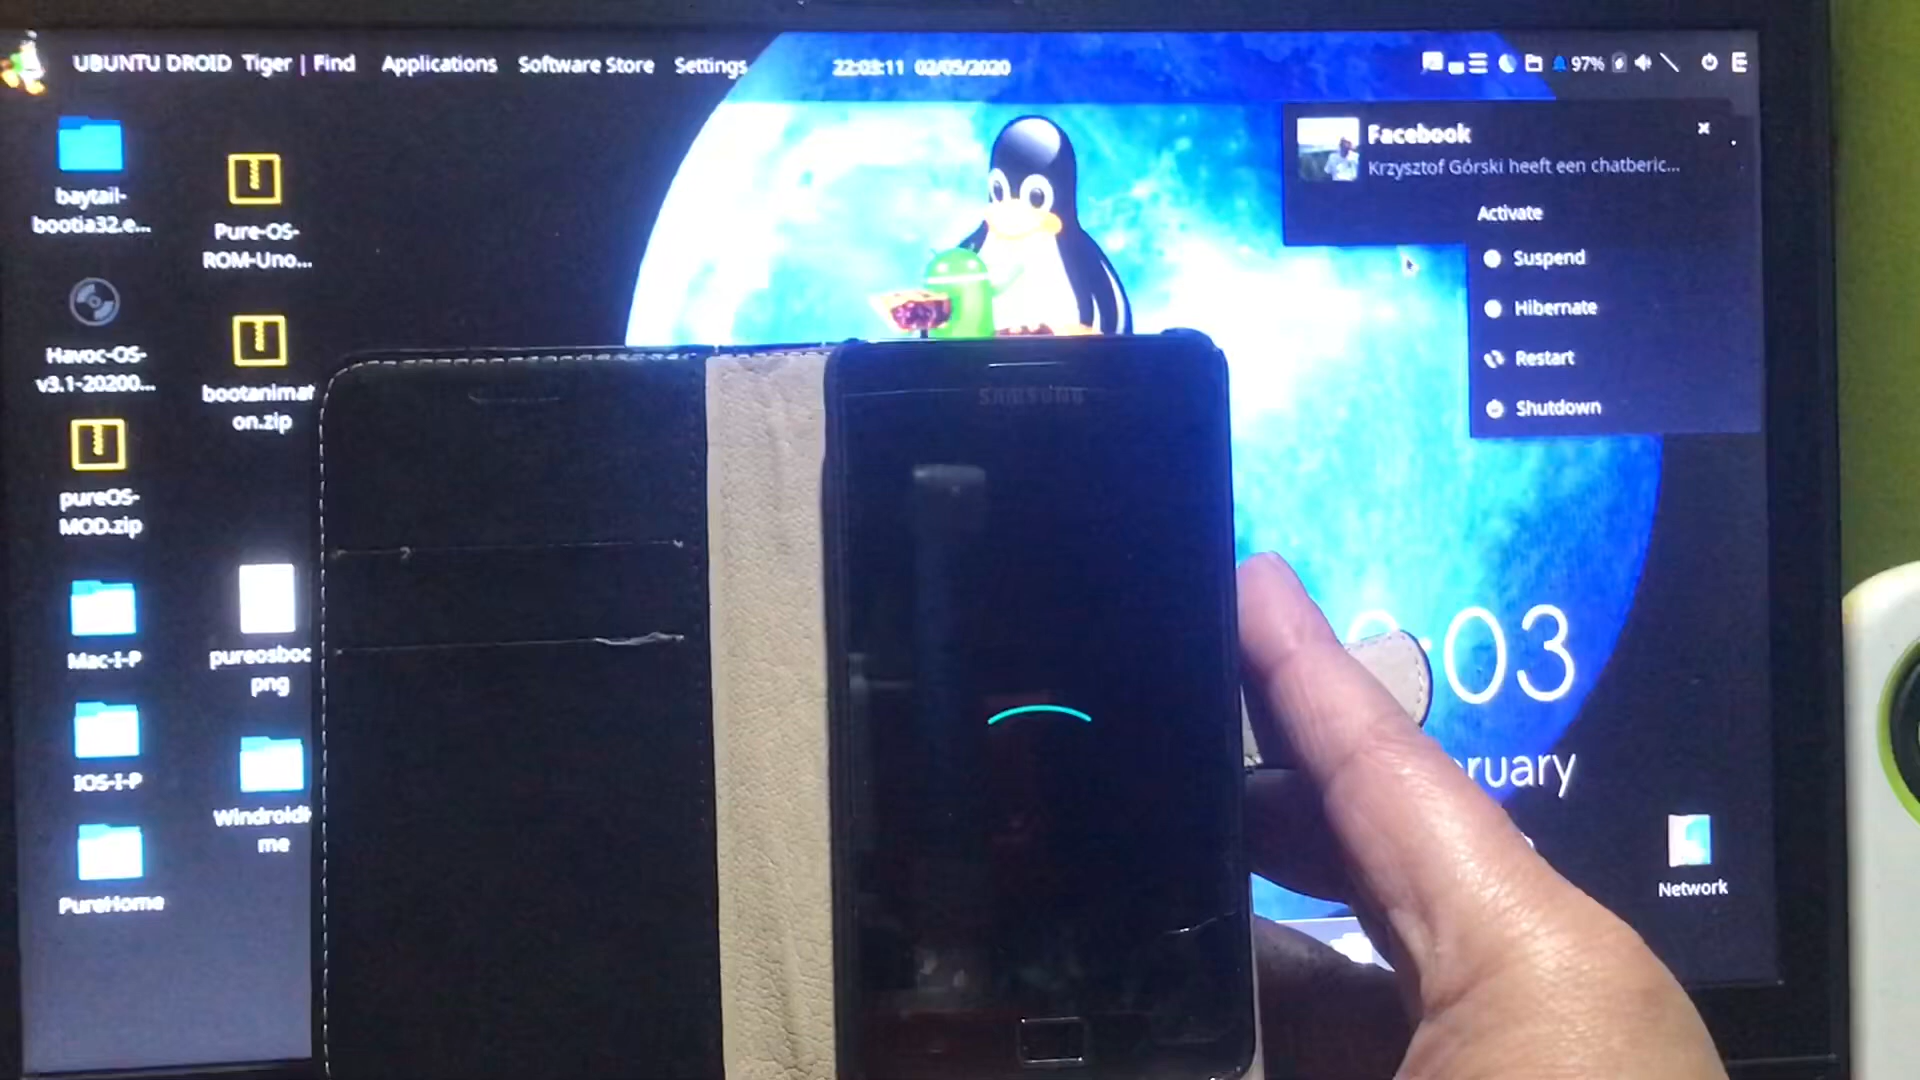 UBUNTU DROID Tiger | Find Applications Software Store Settings
22:03:11 02/05/2020
97%
baytail-
bootia32.e...
Pure-OS-
ROM-Uno...
Havoc-OS-
v3.1-20200...
bootanimat
on.zip
pureOS-
MOD.zip
Mac-I-P
pureosboo
png
IOS-I-P
Windroid
me
PureHome
Facebook
Krzysztof Górski heeft een chatberic...
Activate
Suspend
Hibernate
Restart
Shutdown
SAMSUNG
:03
ruary
Network